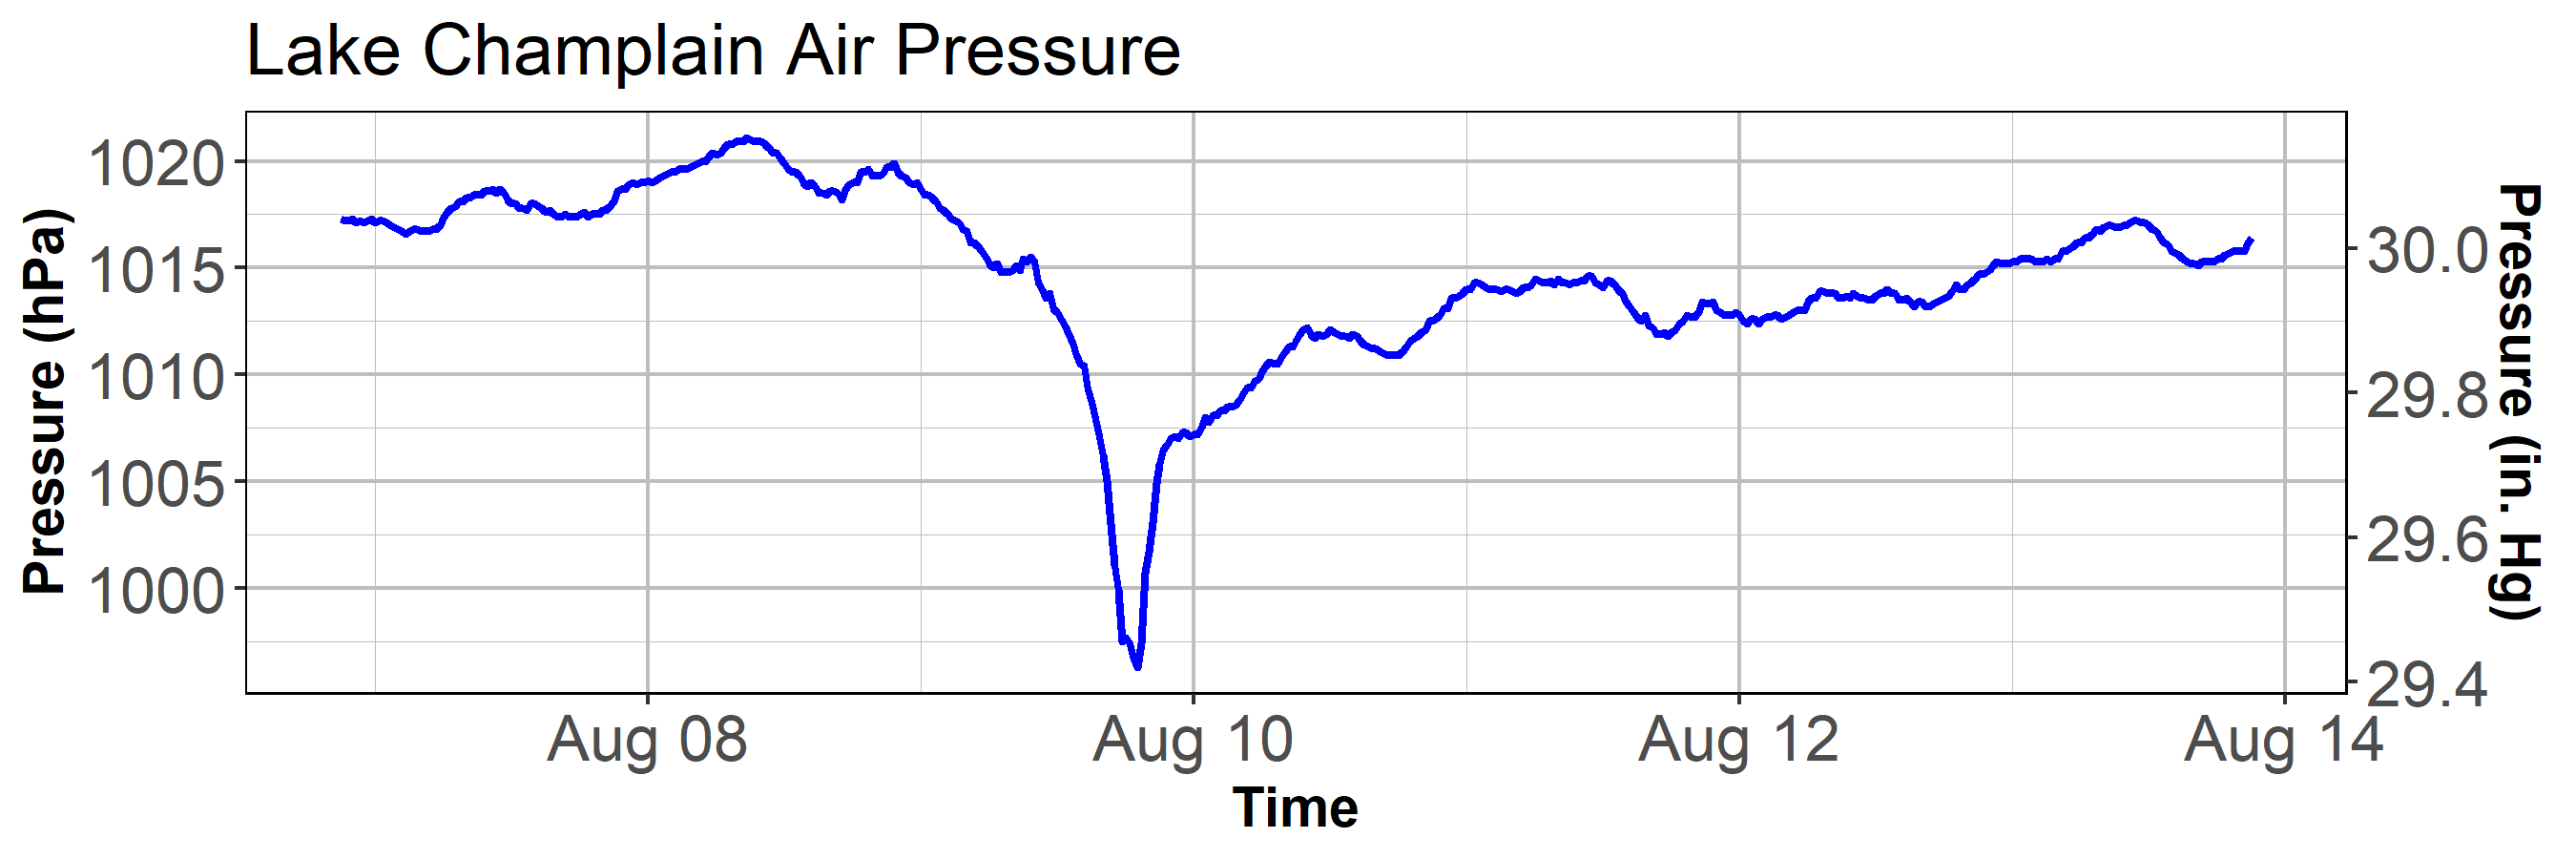 Lake Champlain Air Pressure
Pressure (hPa)
1020
1015
1010
1005
1000
30.0
29.8
29.6
29.4
Pressure (in. Hg)
Aug 08
Aug 10
Aug 12
Aug 14
Time